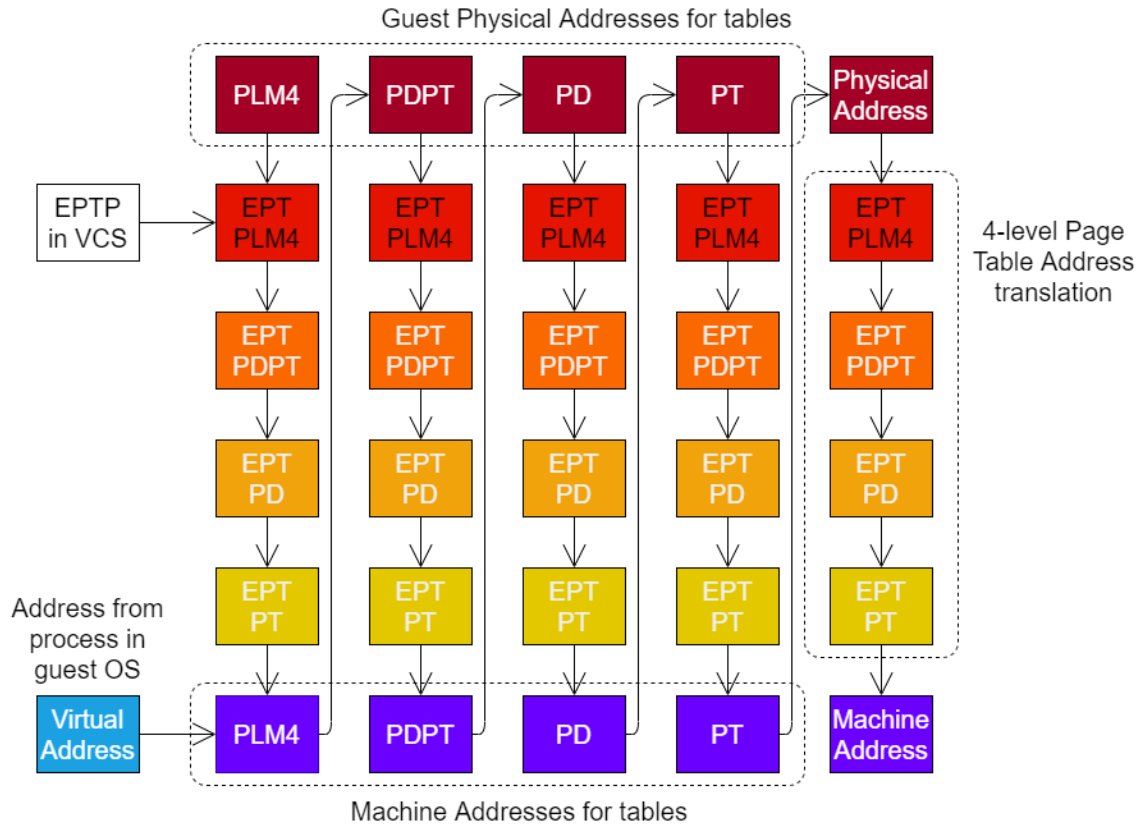 Guest Physical Addresses for tables
PLM4
PDPT
PD
PT
Physical
Address
EPTP
in VCS
EPT
PLM4
EPT
PLM4
EPT
PLM4
EPT
PLM4
EPT
PLM4
4-level Page
Table Address
translation
EPT
PDPT
EPT
PDPT
EPT
PDPT
EPT
PDPT
EPT
PDPT
EPT
PD
EPT
PD
EPT
PD
EPT
PD
EPT
PD
Address from
process in
guest OS
EPT
PT
EPT
PT
EPT
PT
EPT
PT
EPT
PT
Virtual
Address
PLM4
PDPT
PD
PT
Machine
Address
Machine Addresses for tables